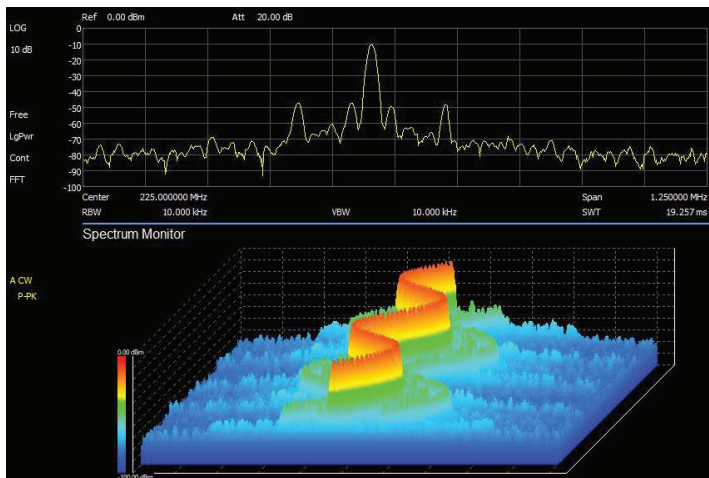 Ref 0.00 dBm Att 20.00 dB
LOG
10 dB
0
-10
-20
-30
-40
-50
-60
-70
-80
-90
-100
Free
LgPwr
Cont
FFT
Center 225.000000 MHz Span 1.250000 MHz
RBW 10.000 kHz VBW 10.000 kHz SWT 19.257 ms
Spectrum Monitor
A CW
P-PK
0.00 dBm
-100.00 dBm